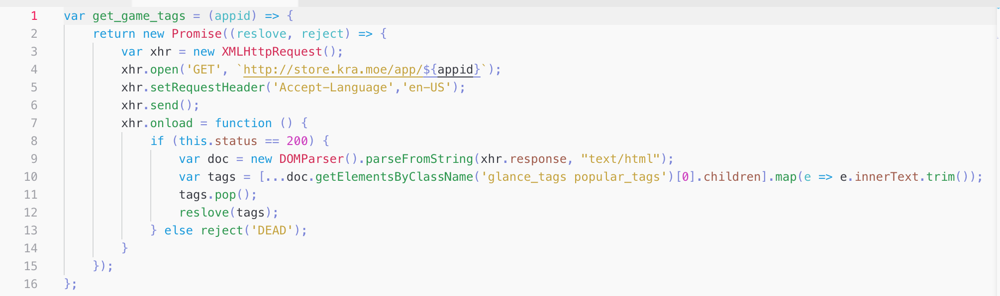 1 var get_game_tags = (appid) => {
2 return new Promise((reslove, reject) => {
3 var xhr = new XMLHttpRequest();
4 xhr.open('GET', `http://store.kra.moe/app/${appid}`);
5 xhr.setRequestHeader('Accept-Language','en-US');
6 xhr.send();
7 xhr.onload = function () {
8 if (this.status == 200) {
9 var doc = new DOMParser().parseFromString(xhr.response, "text/html");
10 var tags = [...doc.getElementsByClassName('glance_tags popular_tags')[0].children].map(e => e.innerText.trim());
11 tags.pop();
12 reslove(tags);
13 } else reject('DEAD');
14 }
15 });
16 };